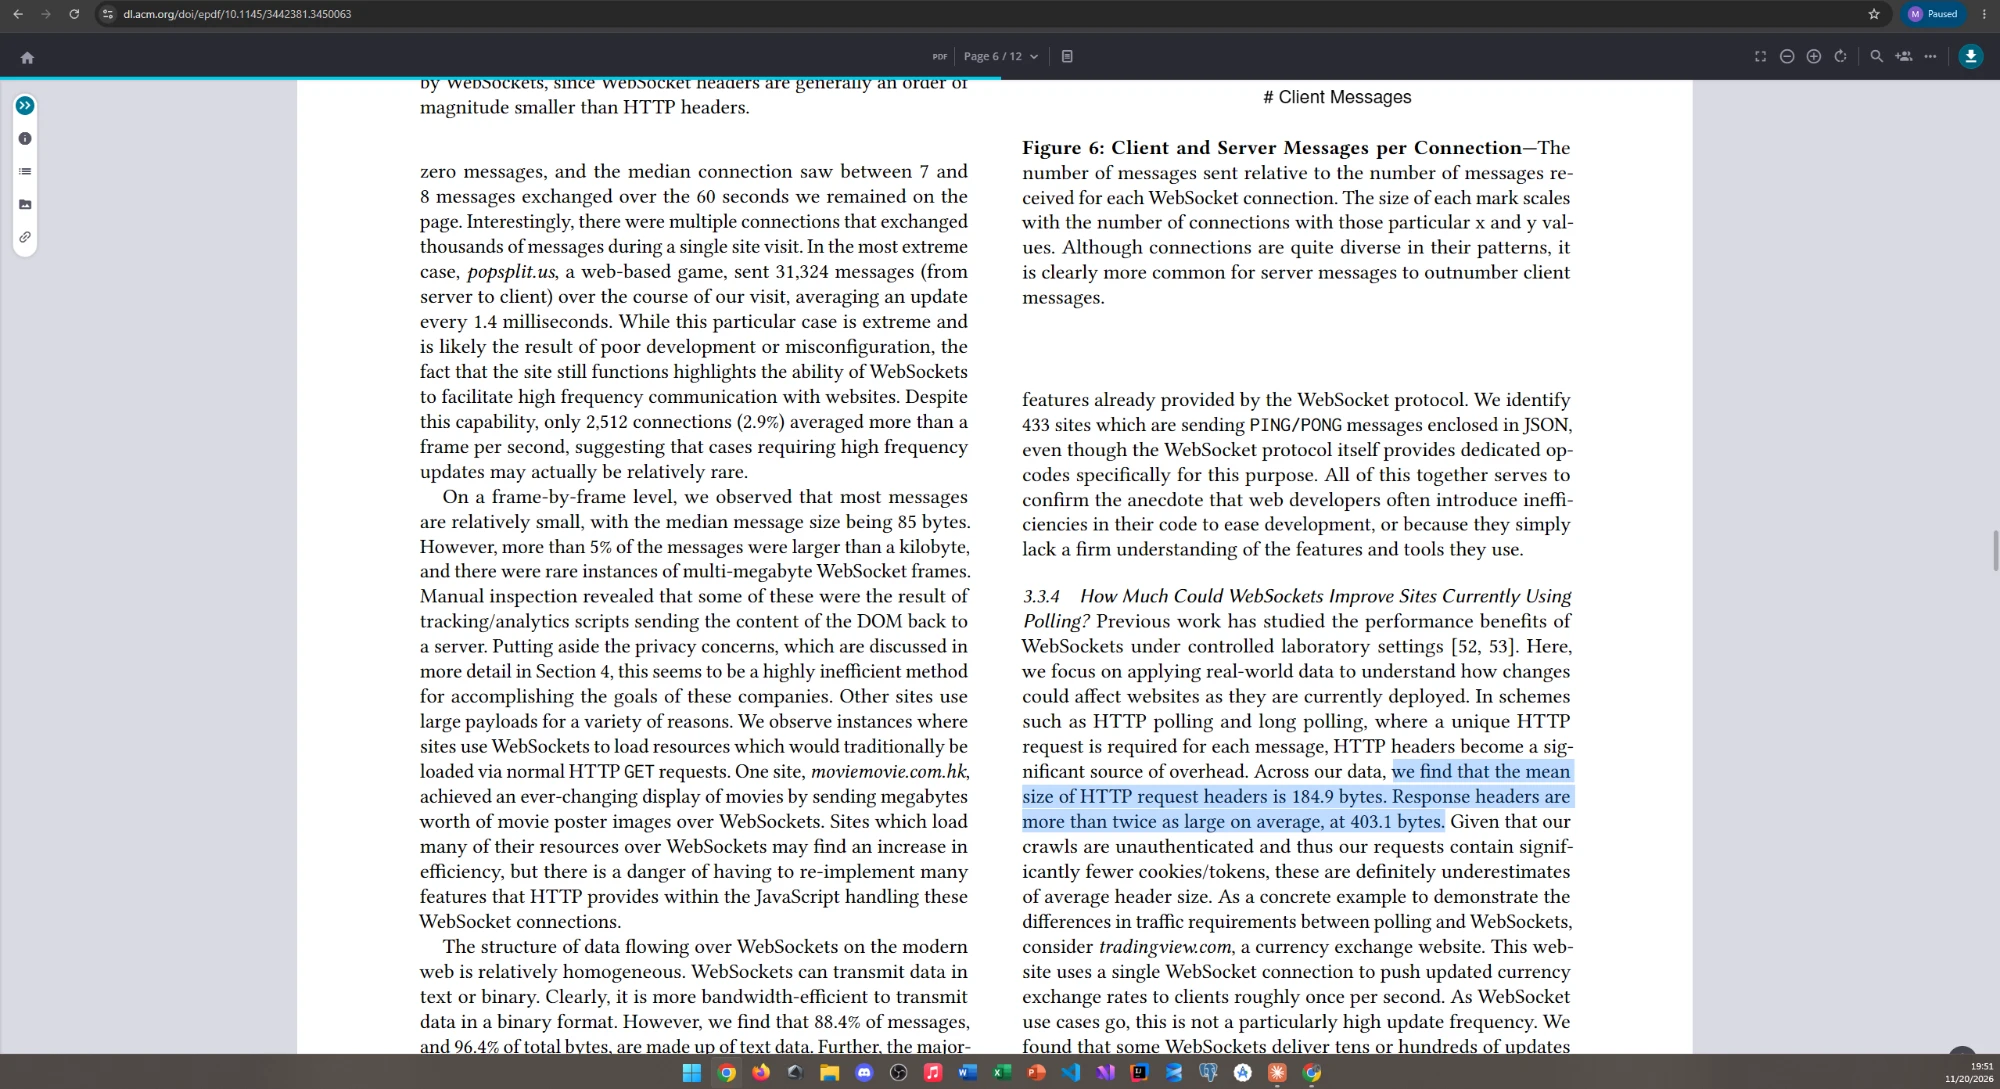 dl.acm.org/doi/epdf/10.1145/3442381.3450063
M Paused
PDF Page 6 / 12
by WebSockets, since WebSocket headers are generally an order of
magnitude smaller than HTTP headers.
zero messages, and the median connection saw between 7 and
8 messages exchanged over the 60 seconds we remained on the
page. Interestingly, there were multiple connections that exchanged
thousands of messages during a single site visit. In the most extreme
case, popsplit.us, a web-based game, sent 31,324 messages (from
server to client) over the course of our visit, averaging an update
every 1.4 milliseconds. While this particular case is extreme and
is likely the result of poor development or misconfiguration, the
fact that the site still functions highlights the ability of WebSockets
to facilitate high frequency communication with websites. Despite
this capability, only 2,512 connections (2.9%) averaged more than a
frame per second, suggesting that cases requiring high frequency
updates may actually be relatively rare.
On a frame-by-frame level, we observed that most messages
are relatively small, with the median message size being 85 bytes.
However, more than 5% of the messages were larger than a kilobyte,
and there were rare instances of multi-megabyte WebSocket frames.
Manual inspection revealed that some of these were the result of
tracking/analytics scripts sending the content of the DOM back to
a server. Putting aside the privacy concerns, which are discussed in
more detail in Section 4, this seems to be a highly inefficient method
for accomplishing the goals of these companies. Other sites use
large payloads for a variety of reasons. We observe instances where
sites use WebSockets to load resources which would traditionally be
loaded via normal HTTP GET requests. One site, moviemovie.com.hk,
achieved an ever-changing display of movies by sending megabytes
worth of movie poster images over WebSockets. Sites which load
many of their resources over WebSockets may find an increase in
efficiency, but there is a danger of having to re-implement many
features that HTTP provides within the JavaScript handling these
WebSocket connections.
The structure of data flowing over WebSockets on the modern
web is relatively homogeneous. WebSockets can transmit data in
text or binary. Clearly, it is more bandwidth-efficient to transmit
data in a binary format. However, we find that 88.4% of messages,
and 96.4% of total bytes, are made up of text data. Further, the major-
# Client Messages
Figure 6: Client and Server Messages per Connection—The
number of messages sent relative to the number of messages re-
ceived for each WebSocket connection. The size of each mark scales
with the number of connections with those particular x and y val-
ues. Although connections are quite diverse in their patterns, it
is clearly more common for server messages to outnumber client
messages.
features already provided by the WebSocket protocol. We identify
433 sites which are sending PING/PONG messages enclosed in JSON,
even though the WebSocket protocol itself provides dedicated op-
codes specifically for this purpose. All of this together serves to
confirm the anecdote that web developers often introduce ineffi-
ciencies in their code to ease development, or because they simply
lack a firm understanding of the features and tools they use.
3.3.4 How Much Could WebSockets Improve Sites Currently Using
Polling? Previous work has studied the performance benefits of
WebSockets under controlled laboratory settings [52, 53]. Here,
we focus on applying real-world data to understand how changes
could affect websites as they are currently deployed. In schemes
such as HTTP polling and long polling, where a unique HTTP
request is required for each message, HTTP headers become a sig-
nificant source of overhead. Across our data, we find that the mean
size of HTTP request headers is 184.9 bytes. Response headers are
more than twice as large on average, at 403.1 bytes. Given that our
crawls are unauthenticated and thus our requests contain signif-
icantly fewer cookies/tokens, these are definitely underestimates
of average header size. As a concrete example to demonstrate the
differences in traffic requirements between polling and WebSockets,
consider tradingview.com, a currency exchange website. This web-
site uses a single WebSocket connection to push updated currency
exchange rates to clients roughly once per second. As WebSocket
use cases go, this is not a particularly high update frequency. We
found that some WebSockets deliver tens or hundreds of updates
19:51
11/20/2026